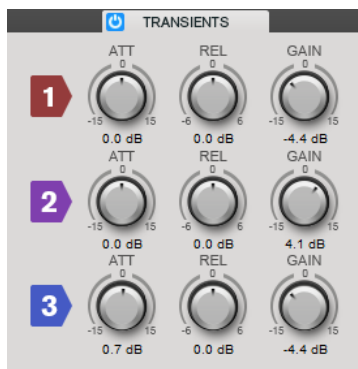 TRANSIENTS
ATT REL GAIN
0 0 0
1
-15 15 -6 6 -15 15
0.0 dB 0.0 dB -4.4 dB
ATT REL GAIN
0 0 0
2
-15 15 -6 6 -15 15
0.0 dB 0.0 dB 4.1 dB
ATT REL GAIN
0 0 0
3
-15 15 -6 6 -15 15
0.7 dB 0.0 dB -4.4 dB